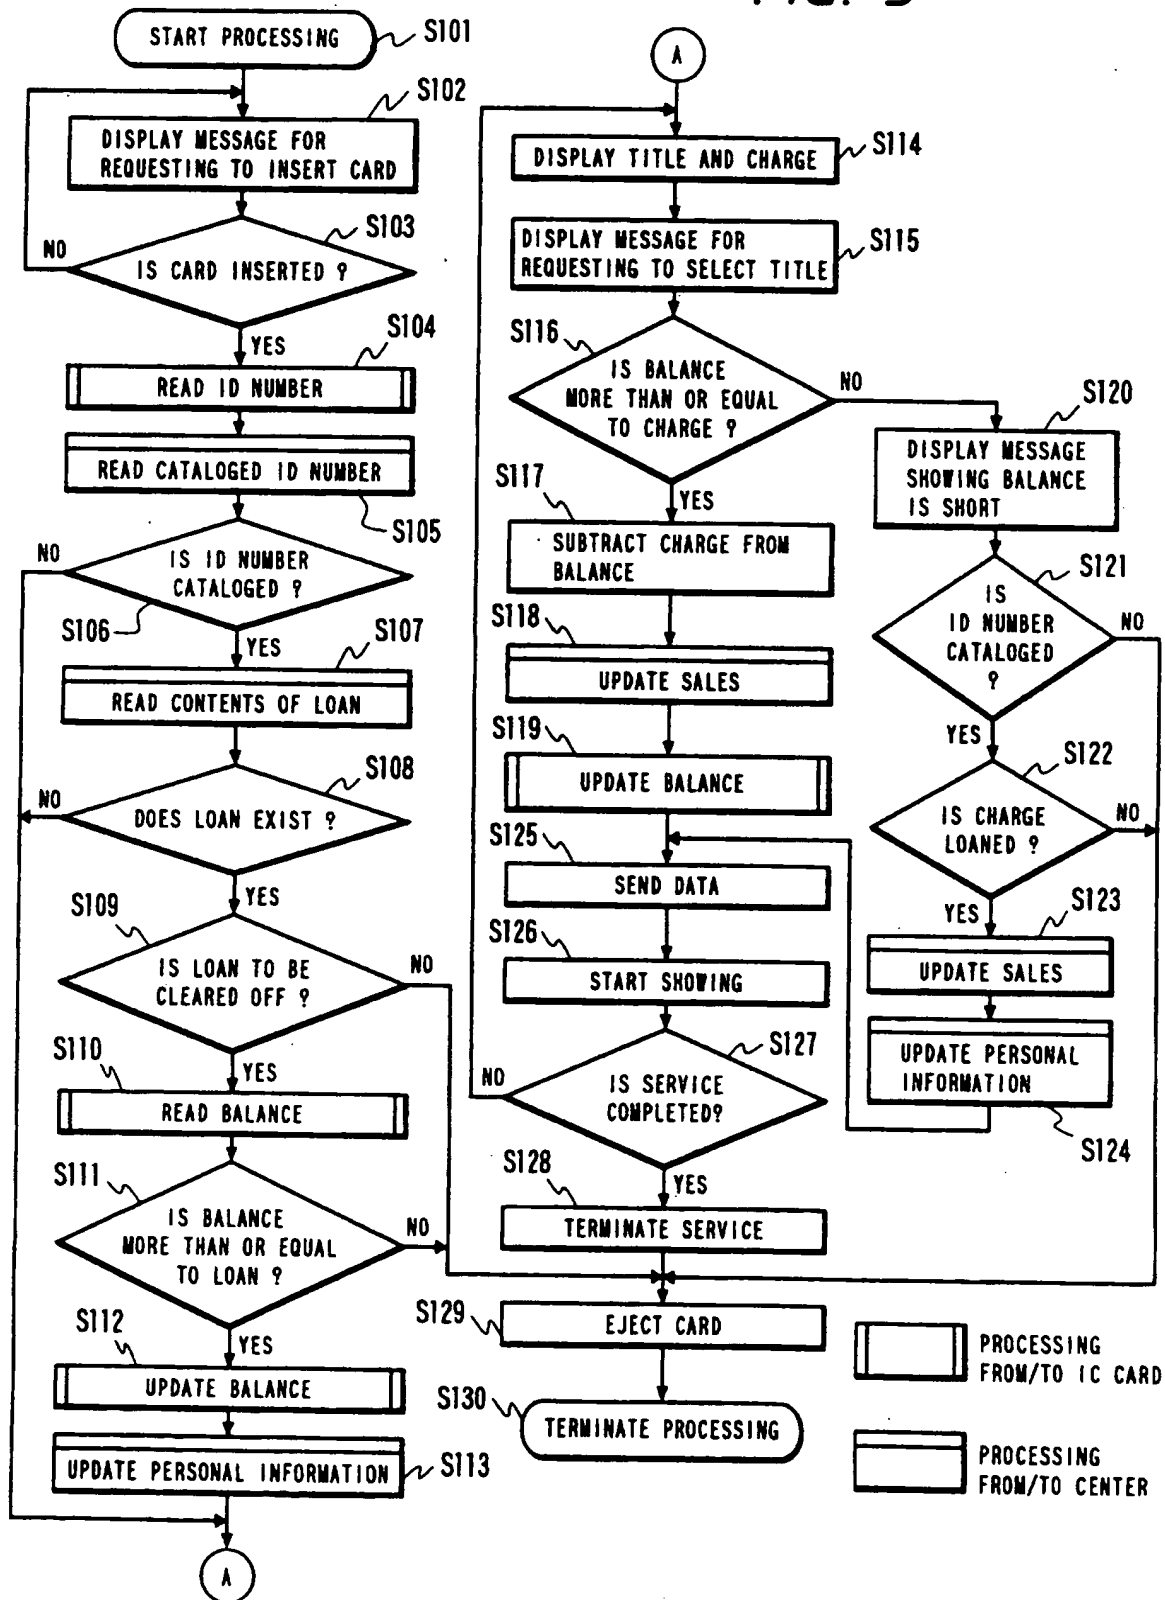 START PROCESSING
S101
S102
DISPLAY MESSAGE FOR
REQUESTING TO INSERT CARD
S103
NO
IS CARD INSERTED ?
YES
S104
READ ID NUMBER
READ CATALOGED ID NUMBER
S105
NO
IS ID NUMBER
CATALOGED ?
S106
YES
S107
READ CONTENTS OF LOAN
S108
NO
DOES LOAN EXIST ?
YES
S109
IS LOAN TO BE
CLEARED OFF ?
NO
YES
S110
READ BALANCE
S111
IS BALANCE
MORE THAN OR EQUAL
TO LOAN ?
NO
YES
S112
UPDATE BALANCE
UPDATE PERSONAL INFORMATION
S113
A
A
DISPLAY TITLE AND CHARGE
S114
DISPLAY MESSAGE FOR
REQUESTING TO SELECT TITLE
S115
S116
IS BALANCE
MORE THAN OR EQUAL
TO CHARGE ?
NO
YES
S117
SUBTRACT CHARGE FROM
BALANCE
S118
UPDATE SALES
S119
UPDATE BALANCE
S125
SEND DATA
S126
START SHOWING
S127
NO
IS SERVICE
COMPLETED?
YES
S128
TERMINATE SERVICE
S129
EJECT CARD
S130
TERMINATE PROCESSING
S120
DISPLAY MESSAGE
SHOWING BALANCE
IS SHORT
S121
IS
ID NUMBER
CATALOGED
?
NO
YES
S122
IS CHARGE
LOANED ?
NO
YES
S123
UPDATE SALES
UPDATE PERSONAL
INFORMATION
S124
PROCESSING
FROM/TO IC CARD
PROCESSING
FROM/TO CENTER